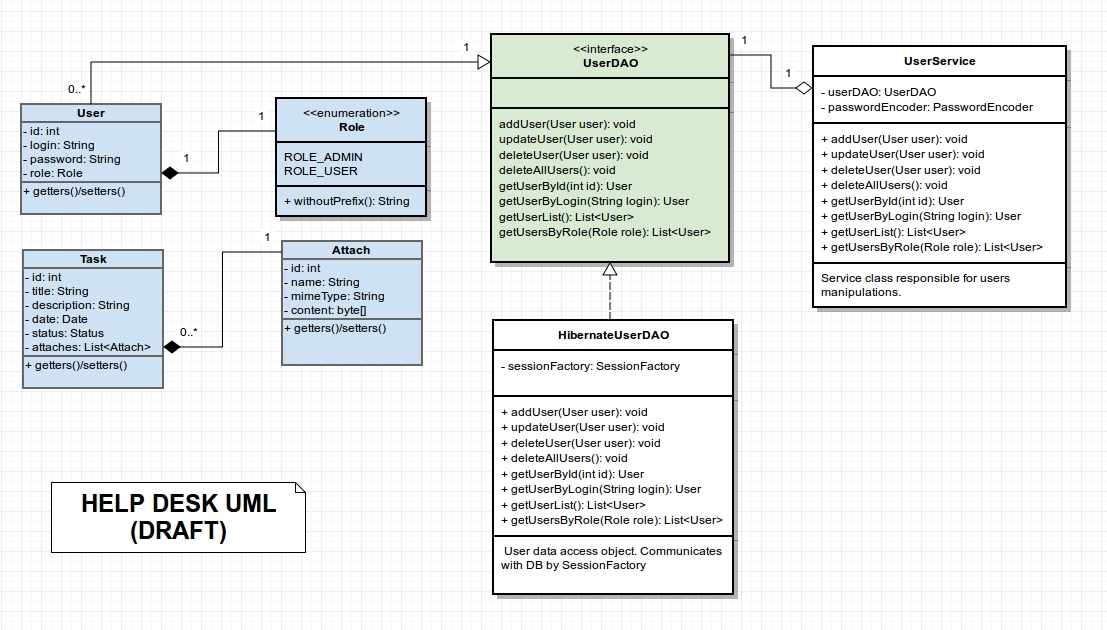 1
0..*
User
- id: int
- login: String
- password: String
- role: Role
+ getters()/setters()
1
1
<<enumeration>>
Role
ROLE_ADMIN
ROLE_USER
+ withoutPrefix(): String
<<interface>>
UserDAO
addUser(User user): void
updateUser(User user): void
deleteUser(User user): void
deleteAllUsers(): void
getUserById(int id): User
getUserByLogin(String login): User
getUserList(): List<User>
getUsersByRole(Role role): List<User>
1
1
UserService
- userDAO: UserDAO
- passwordEncoder: PasswordEncoder
+ addUser(User user): void
+ updateUser(User user): void
+ deleteUser(User user): void
+ deleteAllUsers(): void
+ getUserById(int id): User
+ getUserByLogin(String login): User
+ getUserList(): List<User>
+ getUsersByRole(Role role): List<User>
Service class responsible for users
manipulations.
Task
- id: int
- title: String
- description: String
- date: Date
- status: Status
- attaches: List<Attach>
+ getters()/setters()
0..*
1
Attach
- id: int
- name: String
- mimeType: String
- content: byte[]
+ getters()/setters()
HibernateUserDAO
- sessionFactory: SessionFactory
+ addUser(User user): void
+ updateUser(User user): void
+ deleteUser(User user): void
+ deleteAllUsers(): void
+ getUserById(int id): User
+ getUserByLogin(String login): User
+ getUserList(): List<User>
+ getUsersByRole(Role role): List<User>
User data access object. Communicates
with DB by SessionFactory
HELP DESK UML
(DRAFT)